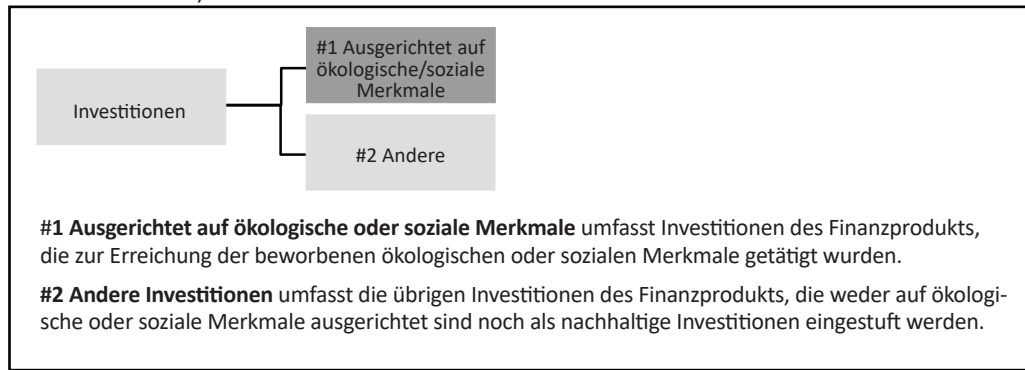 #1 Ausgerichtet auf
ökologische/soziale
Merkmale
Investitionen
#2 Andere
#1 Ausgerichtet auf ökologische oder soziale Merkmale umfasst Investitionen des Finanzprodukts,
die zur Erreichung der beworbenen ökologischen oder sozialen Merkmale getätigt wurden.
#2 Andere Investitionen umfasst die übrigen Investitionen des Finanzprodukts, die weder auf ökologi-
sche oder soziale Merkmale ausgerichtet sind noch als nachhaltige Investitionen eingestuft werden.